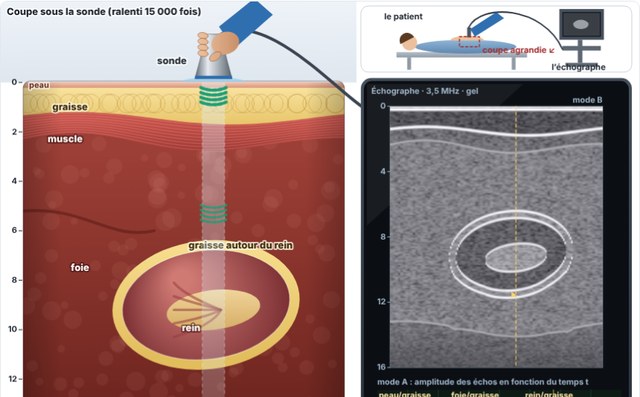 Coupe sous la sonde (ralenti 15 000 fois)
sonde
0
peau
graisse
2
muscle
4
6
graisse autour du rein
foie
8
rein
10
12
le patient
coupe agrandie ↙
l'échographe
Échographe · 3,5 MHz · gel
mode B
0
4
8
12
16
mode A : amplitude des échos en fonction du temps t
peau/graisse foie/graisse rein/graisse